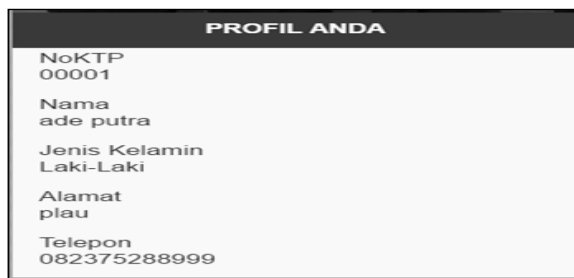 PROFIL ANDA
NoKTP
00001
Nama
ade putra
Jenis Kelamin
Laki-Laki
Alamat
plau
Telepon
082375288999